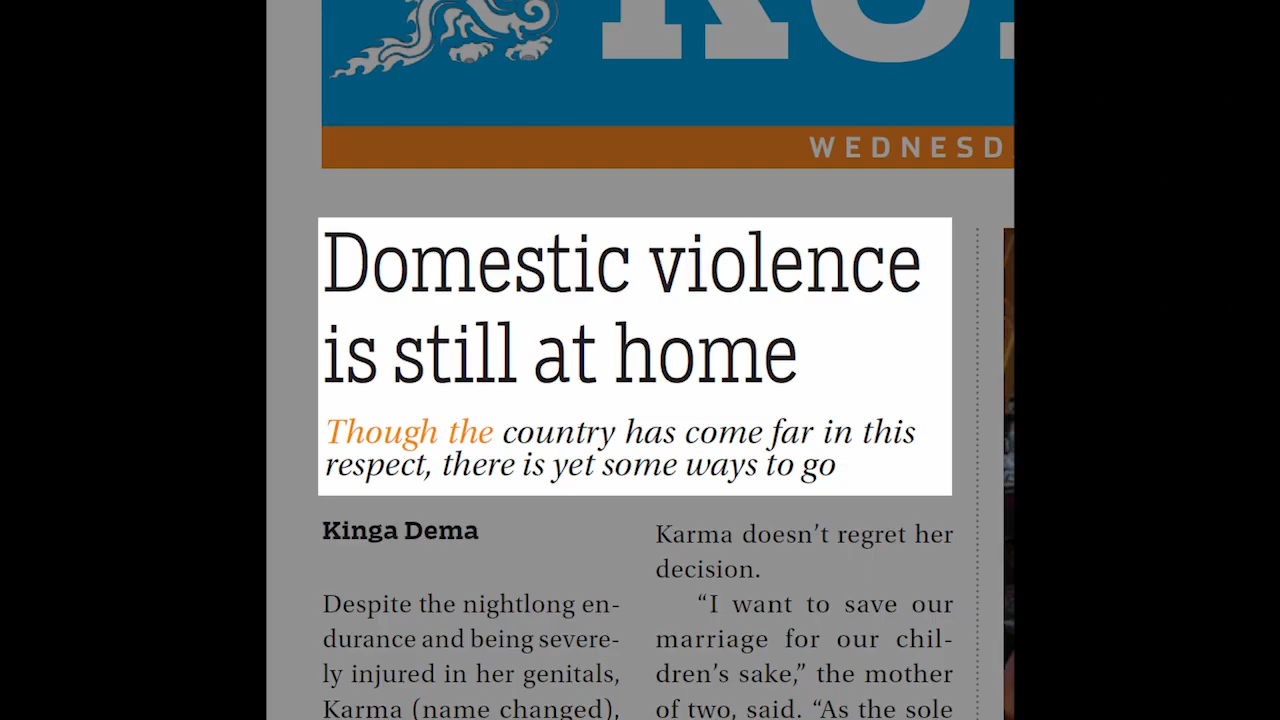 WEDNESD
Domestic violence
is still at home
Though the country has come far in this
respect, there is yet some ways to go
Kinga Dema
Despite the nightlong en-
durance and being severe-
ly injured in her genitals,
Karma (name changed),
Karma doesn't regret her
decision.
“I want to save our
marriage for our chil-
dren's sake,” the mother
of two, said. “As the sole